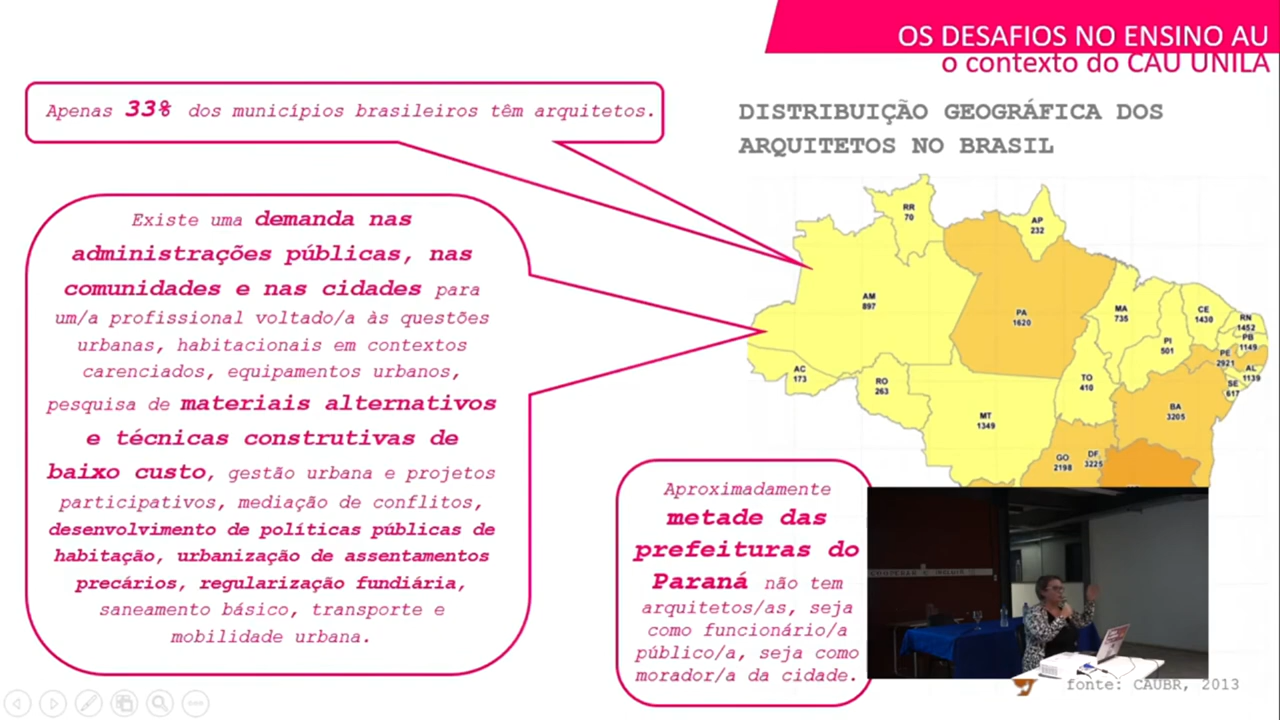 OS DESAFIOS NO ENSINO AU
o contexto do CAU UNILA
Apenas 33% dos municípios brasileiros têm arquitetos.
DISTRIBUIÇÃO GEOGRÁFICA DOS
ARQUITETOS NO BRASIL
Existe uma demanda nas
administrações públicas, nas
comunidades e nas cidades para
um/a profissional voltado/a às questões
urbanas, habitacionais em contextos
carenciados, equipamentos urbanos,
pesquisa de materiais alternativos
e técnicas construtivas de
baixo custo, gestão urbana e projetos
participativos, mediação de conflitos,
desenvolvimento de políticas públicas de
habitação, urbanização de assentamentos
precários, regularização fundiária,
saneamento básico, transporte e
mobilidade urbana.
RR
70
AP
232
AM
897
PA
1620
MA
735
CE
1430
RN
1452
PB
1149
PI
501
PE
2921
AL
1139
SE
617
AC
173
RO
263
TO
410
BA
3205
MT
1349
GO
2198
DF
3225
Aproximadamente
metade das
prefeituras do
Paraná não tem
arquitetos/as, seja
como funcionário/a
público/a, seja como
morador/a da cidade.
fonte: CAUBR, 2013